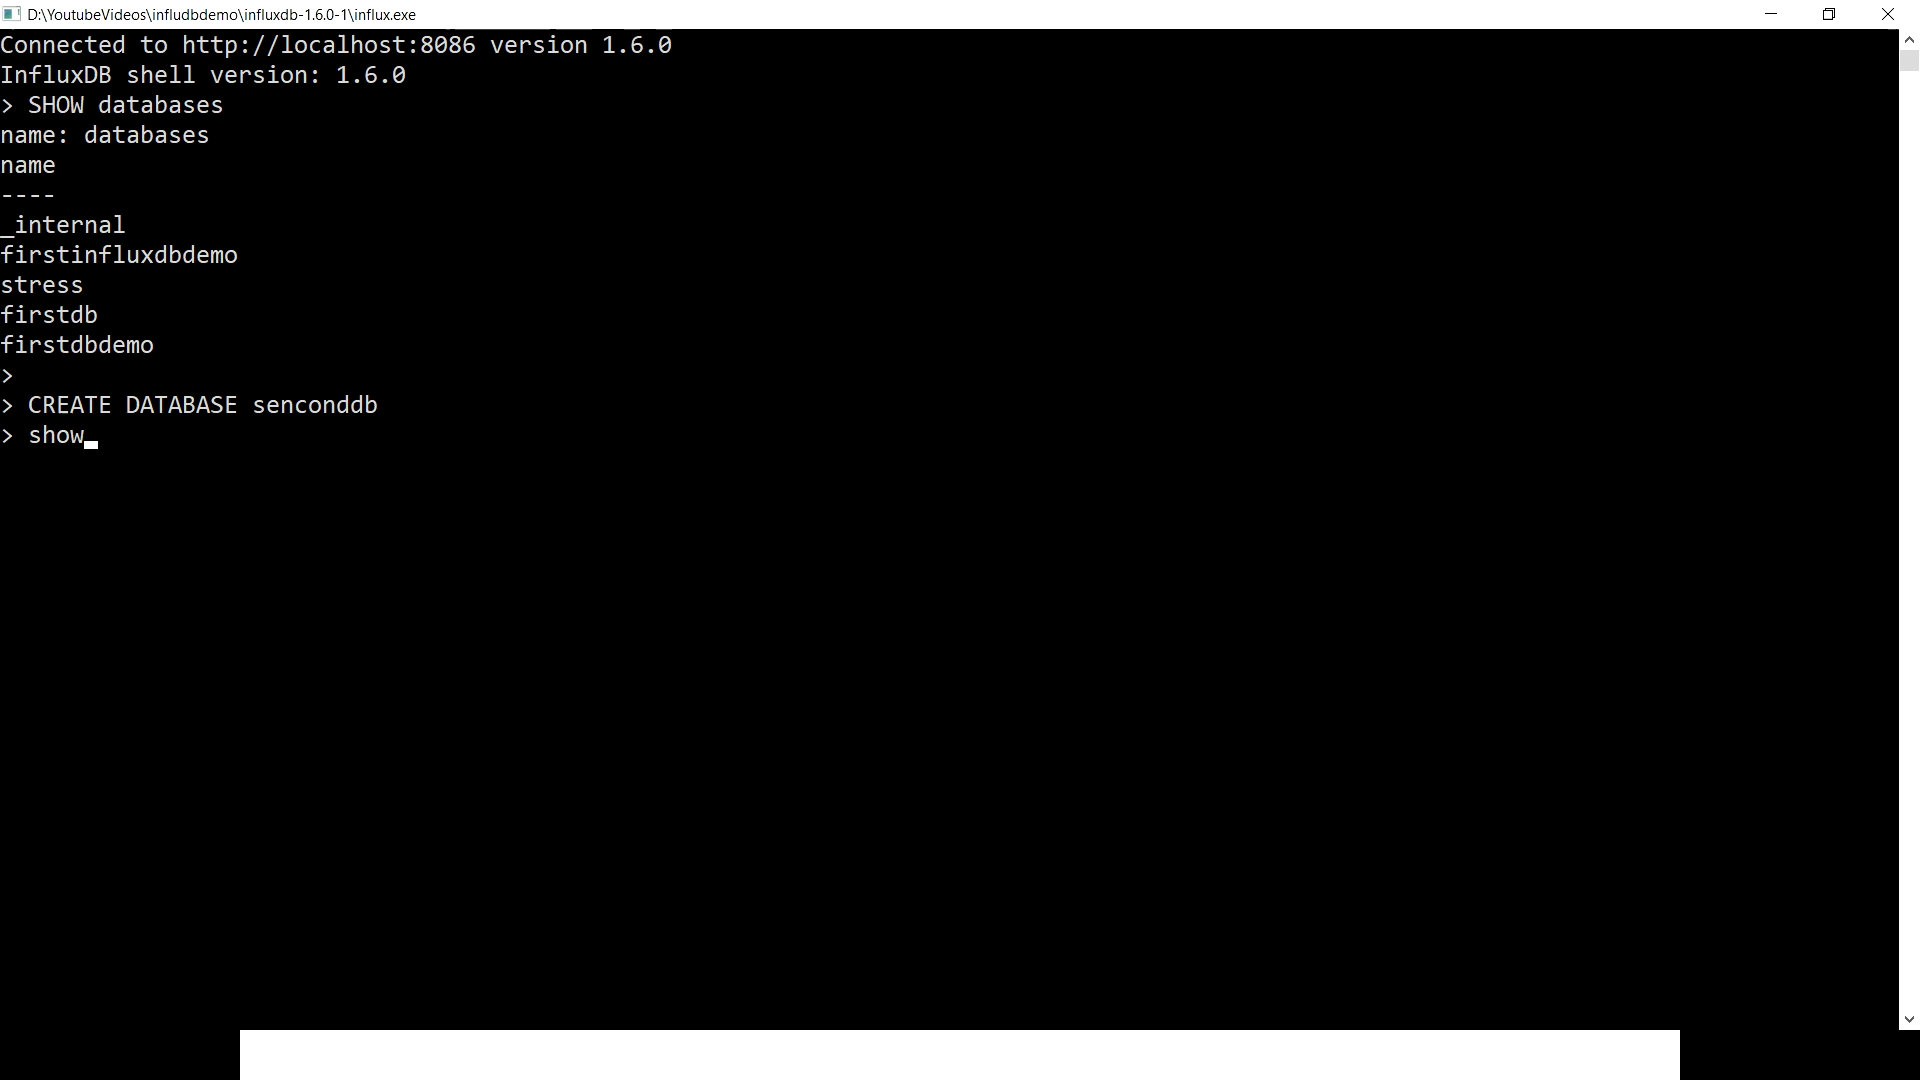 D:\YoutubeVideos\infludbdemo\influxdb-1.6.0-1\influx.exe
Connected to http://localhost:8086 version 1.6.0
InfluxDB shell version: 1.6.0
> SHOW databases
name: databases
name
----
_internal
firstinfluxdbdemo
stress
firstdb
firstdbdemo
>
> CREATE DATABASE senconddb
> show_